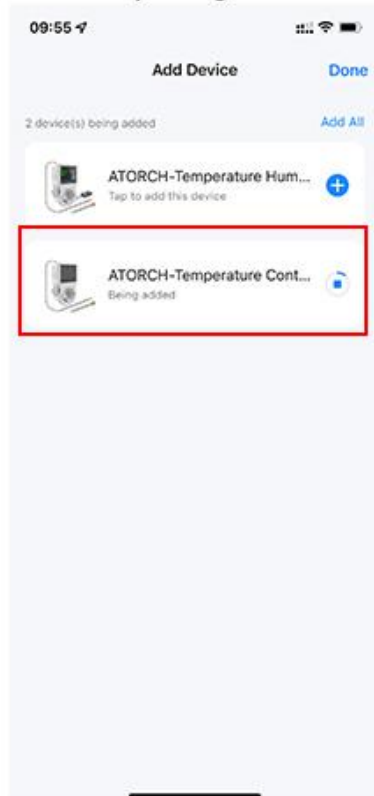 09:55
Add Device
Done
2 device(s) being added
Add All
ATORCH-Temperature Hum...
Tap to add this device
ATORCH-Temperature Cont...
Being added